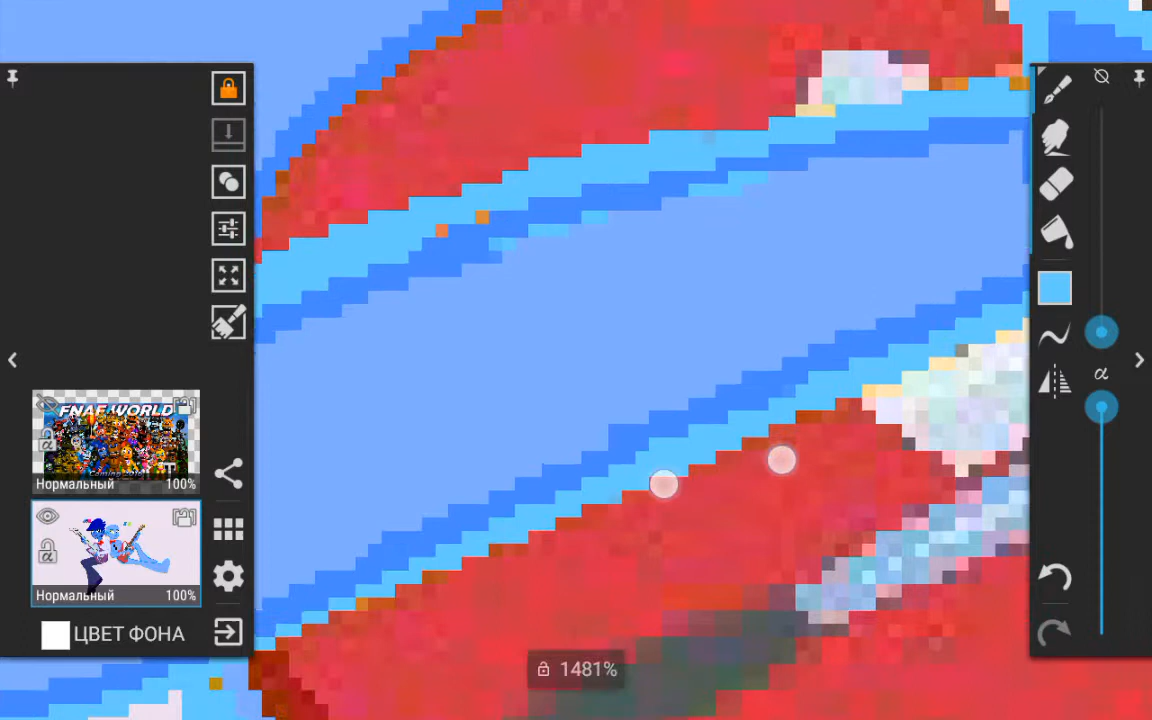 FNAF WORLD
Нормальный 100%
Нормальный 100%
ЦВЕТ ФОНА
α
1481%